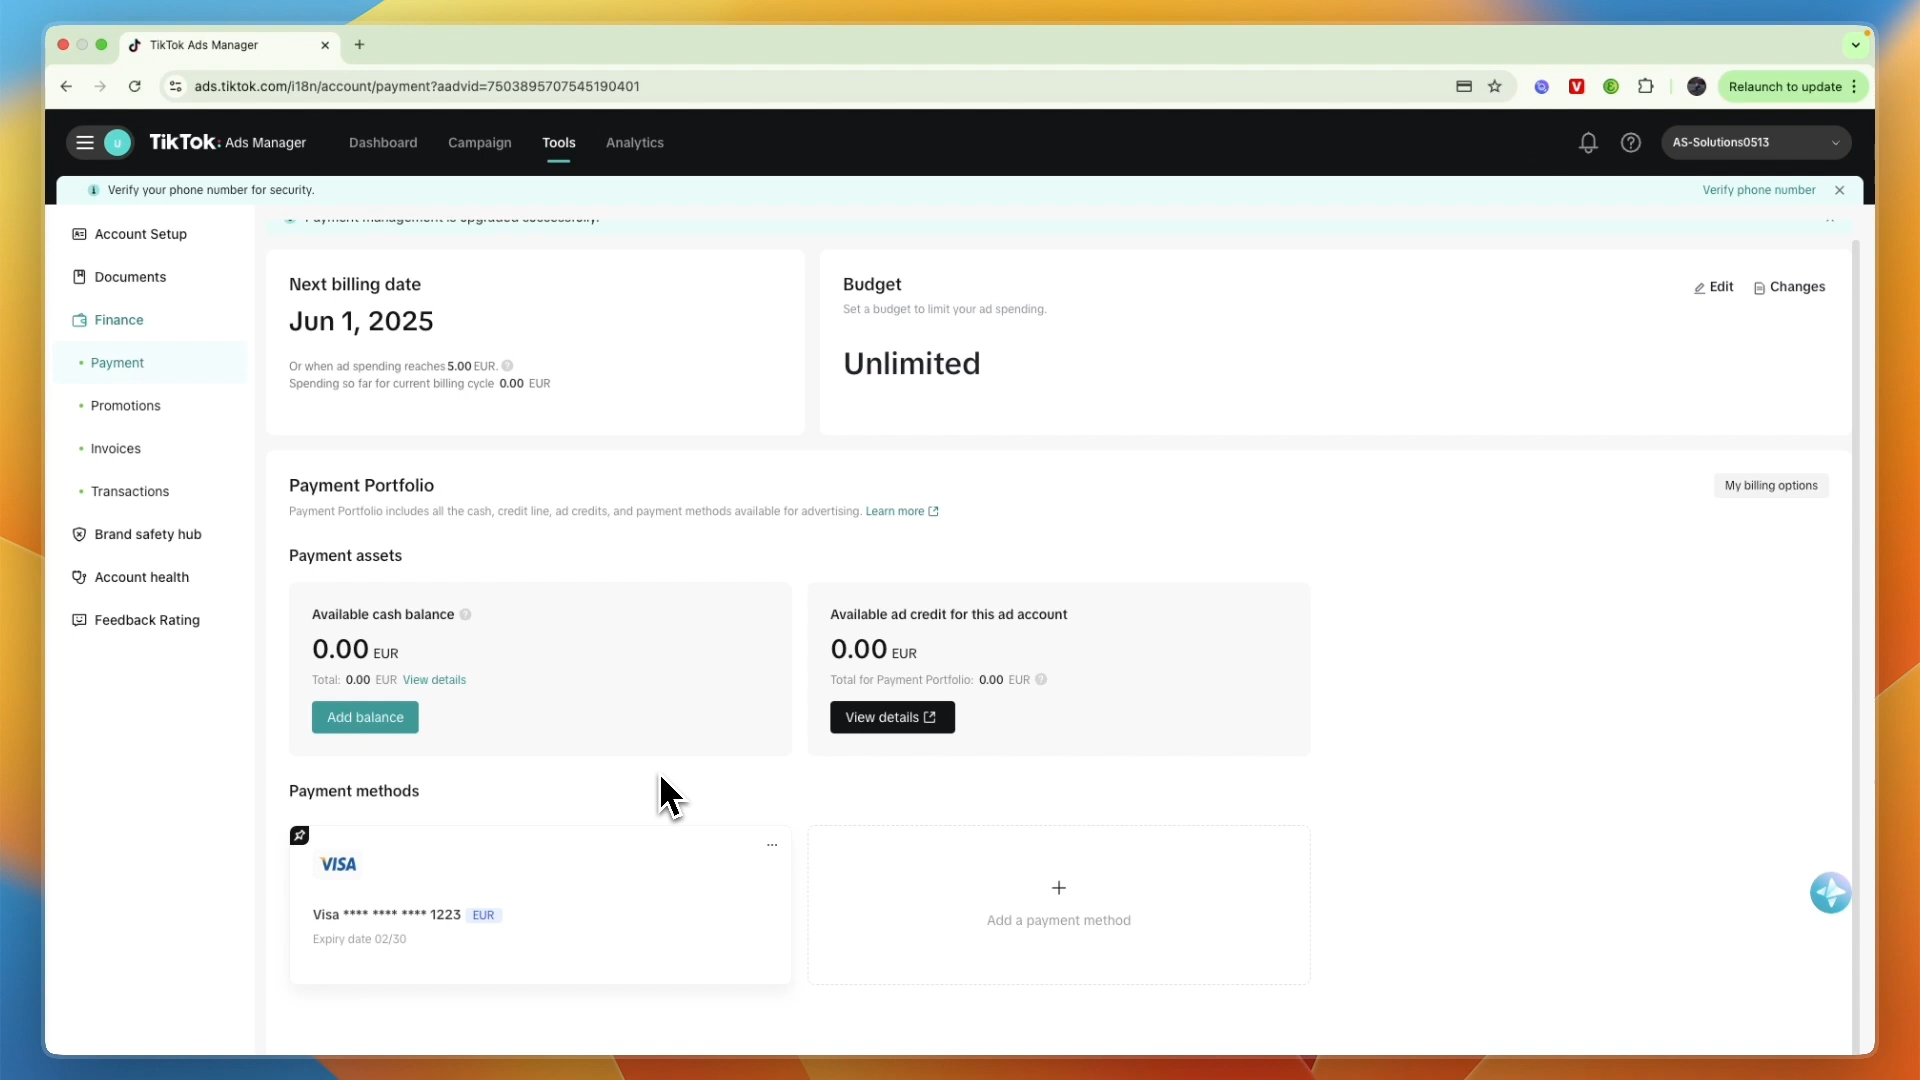 TikTok Ads Manager
ads.tiktok.com/i18n/account/payment?aadvid=7503895707545190401
Relaunch to update
u
TikTok: Ads Manager
Dashboard
Campaign
Tools
Analytics
AS-Solutions0513
Verify your phone number for security.
Verify phone number
Payment management is upgraded successfully.
Account Setup
Documents
Finance
Payment
Promotions
Invoices
Transactions
Brand safety hub
Account health
Feedback Rating
Next billing date
Jun 1, 2025
Or when ad spending reaches 5.00 EUR.
Spending so far for current billing cycle 0.00 EUR
Budget
Set a budget to limit your ad spending.
Edit
Changes
Unlimited
Payment Portfolio
My billing options
Payment Portfolio includes all the cash, credit line, ad credits, and payment methods available for advertising. Learn more
Payment assets
Available cash balance
0.00 EUR
Total: 0.00 EUR View details
Add balance
Available ad credit for this ad account
0.00 EUR
Total for Payment Portfolio: 0.00 EUR
View details
Payment methods
VISA
Visa **** **** **** 1223 EUR
Expiry date 02/30
Add a payment method